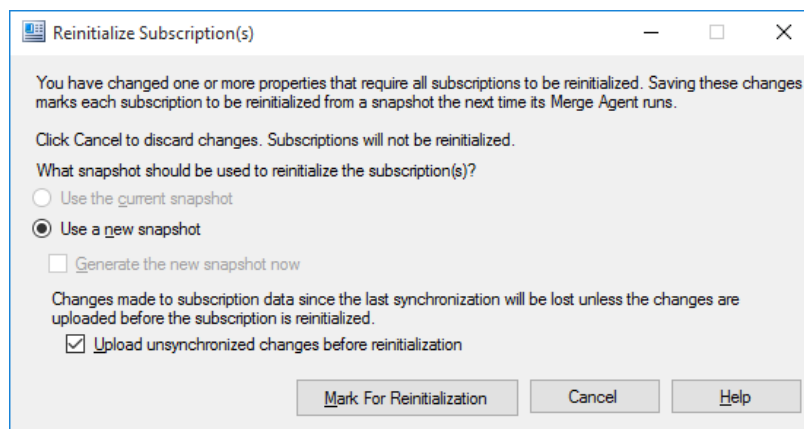 Reinitialize Subscription(s)
You have changed one or more properties that require all subscriptions to be reinitialized. Saving these changes
marks each subscription to be reinitialized from a snapshot the next time its Merge Agent runs.
Click Cancel to discard changes. Subscriptions will not be reinitialized.
What snapshot should be used to reinitialize the subscription(s)?
Use the current snapshot
Use a new snapshot
Generate the new snapshot now
Changes made to subscription data since the last synchronization will be lost unless the changes are
uploaded before the subscription is reinitialized.
Upload unsynchronized changes before reinitialization
Mark For Reinitialization Cancel Help